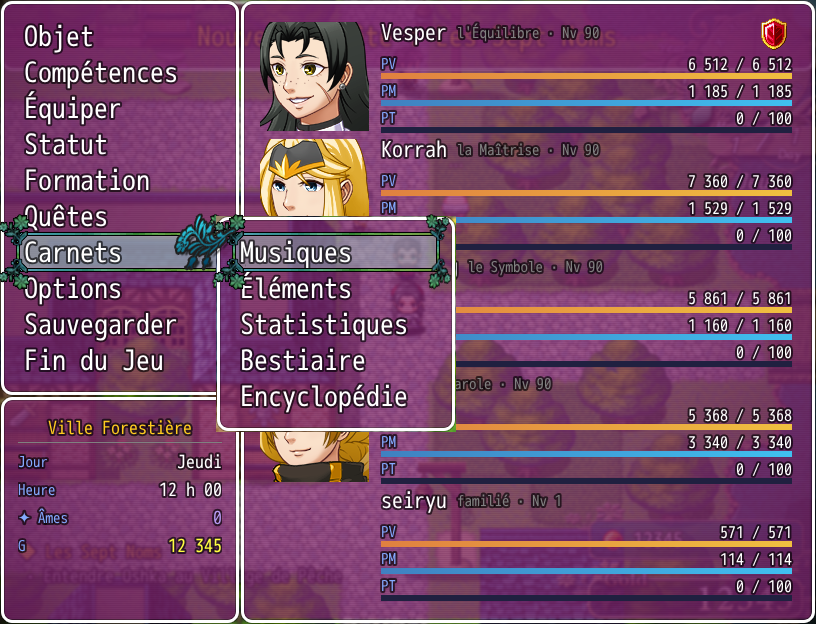 Objet
Compétences
Équiper
Statut
Formation
Quêtes
Carnets
Options
Sauvegarder
Fin du Jeu
Musiques
Éléments
Statistiques
Bestiaire
Encyclopédie
Ville Forestière
Jour Jeudi
Heure 12 h 00
Âmes 0
G 12 345
Les Sept Noms
Vesper l'Équilibre · Nv 90
PV 6 512 / 6 512
PM 1 185 / 1 185
PT 0 / 100
Korrah la Maîtrise · Nv 90
PV 7 360 / 7 360
PM 1 529 / 1 529
0 / 100
le Symbole · Nv 90
5 861 / 5 861
1 160 / 1 160
0 / 100
Nv 90
5 368 / 5 368
PM 3 340 / 3 340
PT 0 / 100
seiryu familié · Nv 1
PV 571 / 571
PM 114 / 114
PT 0 / 100